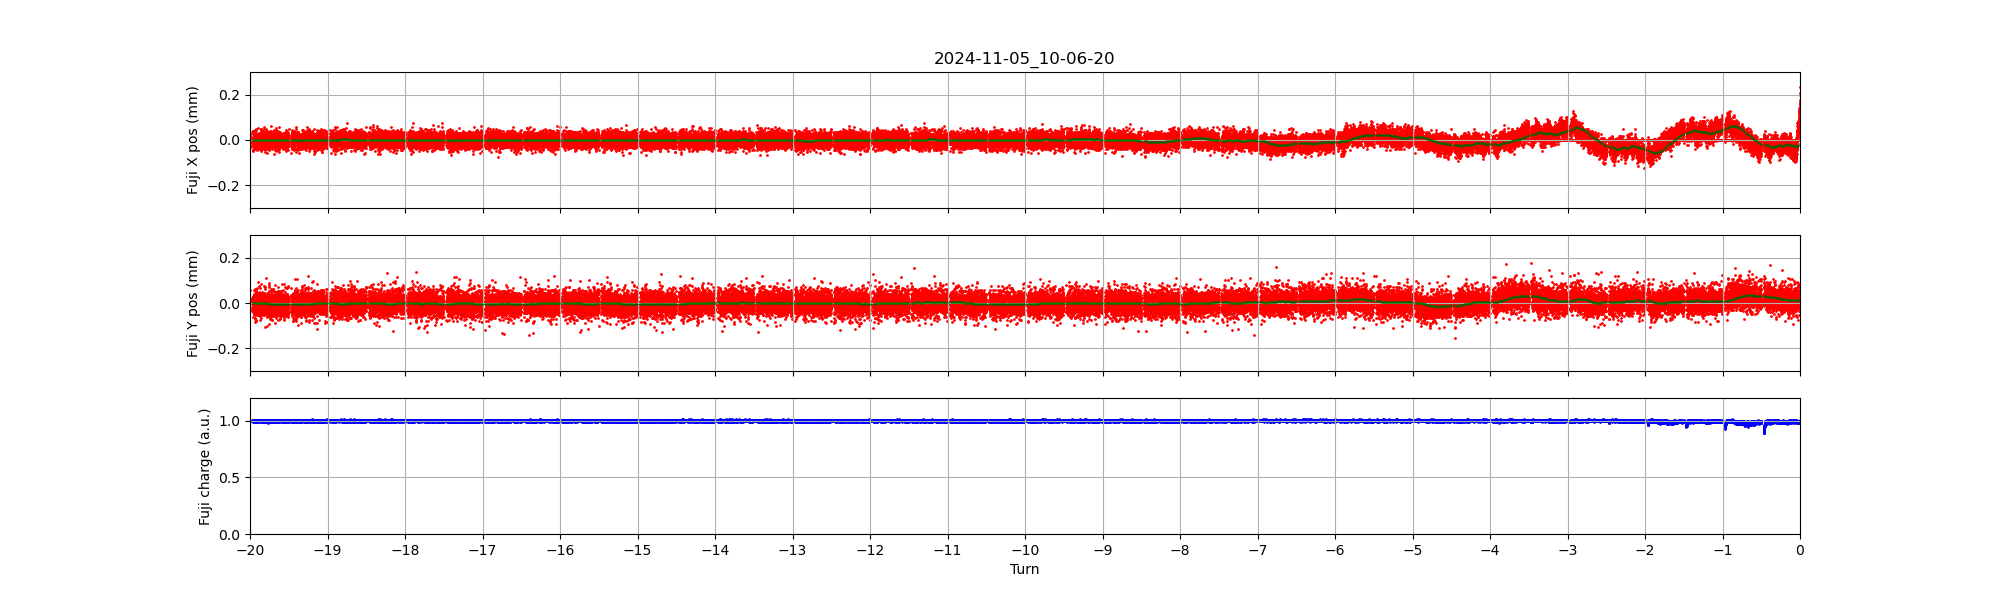 2024-11-05_10-06-20
Fuji X pos (mm)
0.2
0.0
−0.2
Fuji Y pos (mm)
0.2
0.0
−0.2
Fuji charge (a.u.)
1.0
0.5
0.0
−20 −19 −18 −17 −16 −15 −14 −13 −12 −11 −10 −9 −8 −7 −6 −5 −4 −3 −2 −1 0
Turn